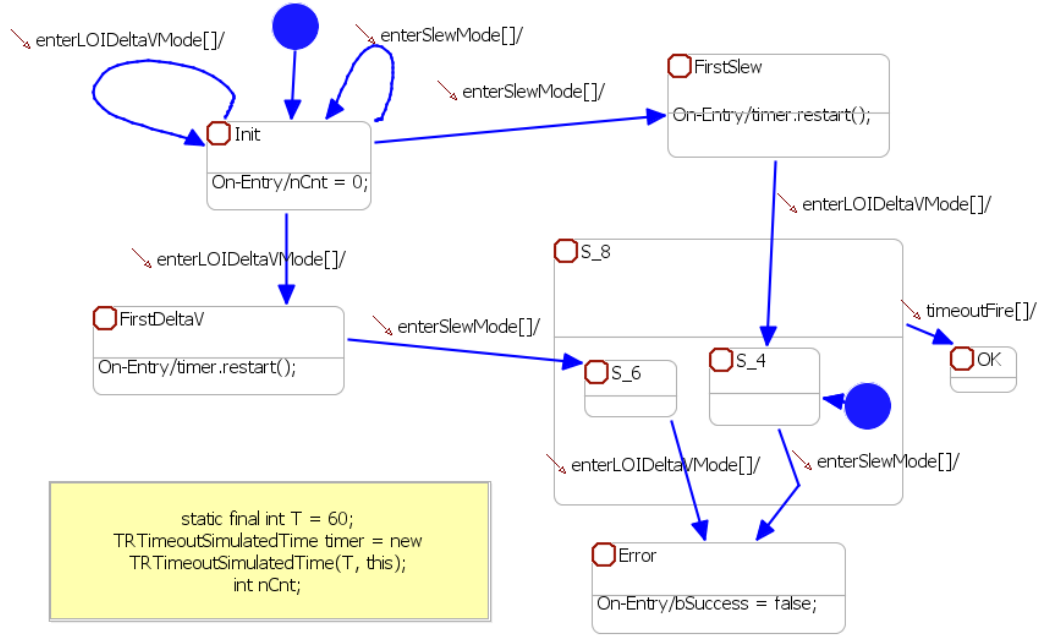 enterLOIDeltaVMode[]/
enterSlewMode[]/
enterSlewMode[]/
FirstSlew
On-Entry/timer.restart();
Init
On-Entry/nCnt = 0;
enterLOIDeltaVMode[]/
enterLOIDeltaVMode[]/
S_8
FirstDeltaV
On-Entry/timer.restart();
enterSlewMode[]/
timeoutFire[]/
OK
S_6
S_4
enterLOIDeltaVMode[]/
enterSlewMode[]/
static final int T = 60;
TRTimeoutSimulatedTime timer = new
TRTimeoutSimulatedTime(T, this);
int nCnt;
Error
On-Entry/bSuccess = false;